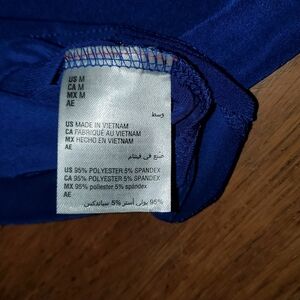 US M
CA M
MX M
AE
وسط
US MADE IN VIETNAM
CA FABRIQUÉ AU VIETNAM
MX HECHO EN VIETNAM
AE
صنع في فيتنام
US 95% POLYESTER 5% SPANDEX
CA 95% POLYESTER 5% SPANDEX
MX 95% poliéster 5% spandex
AE
95% بولي أستر 5% سباندكس